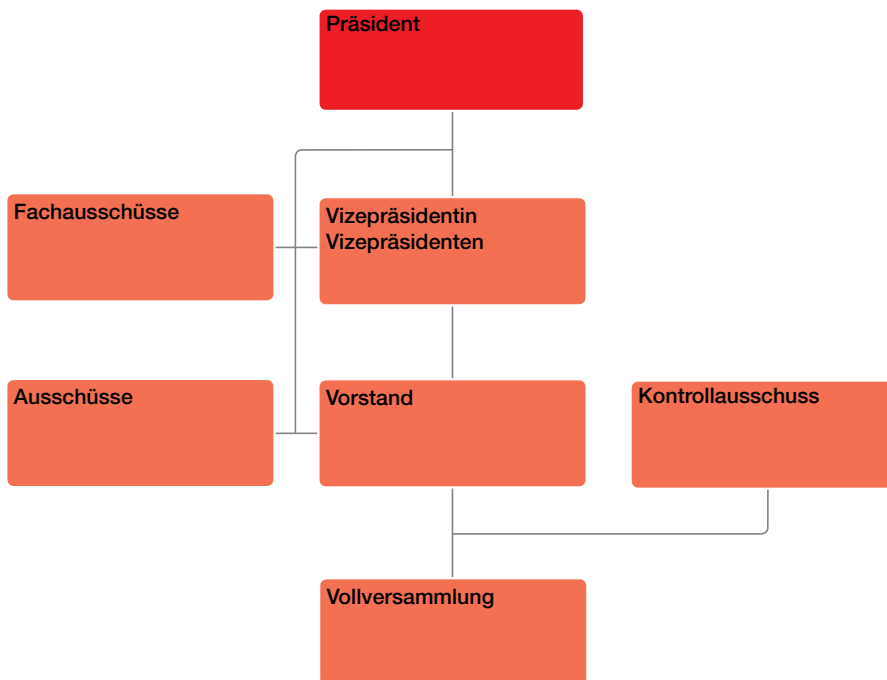 Präsident
Fachausschüsse
Vizepräsidentin
Vizepräsidenten
Ausschüsse
Vorstand
Kontrollausschuss
Vollversammlung